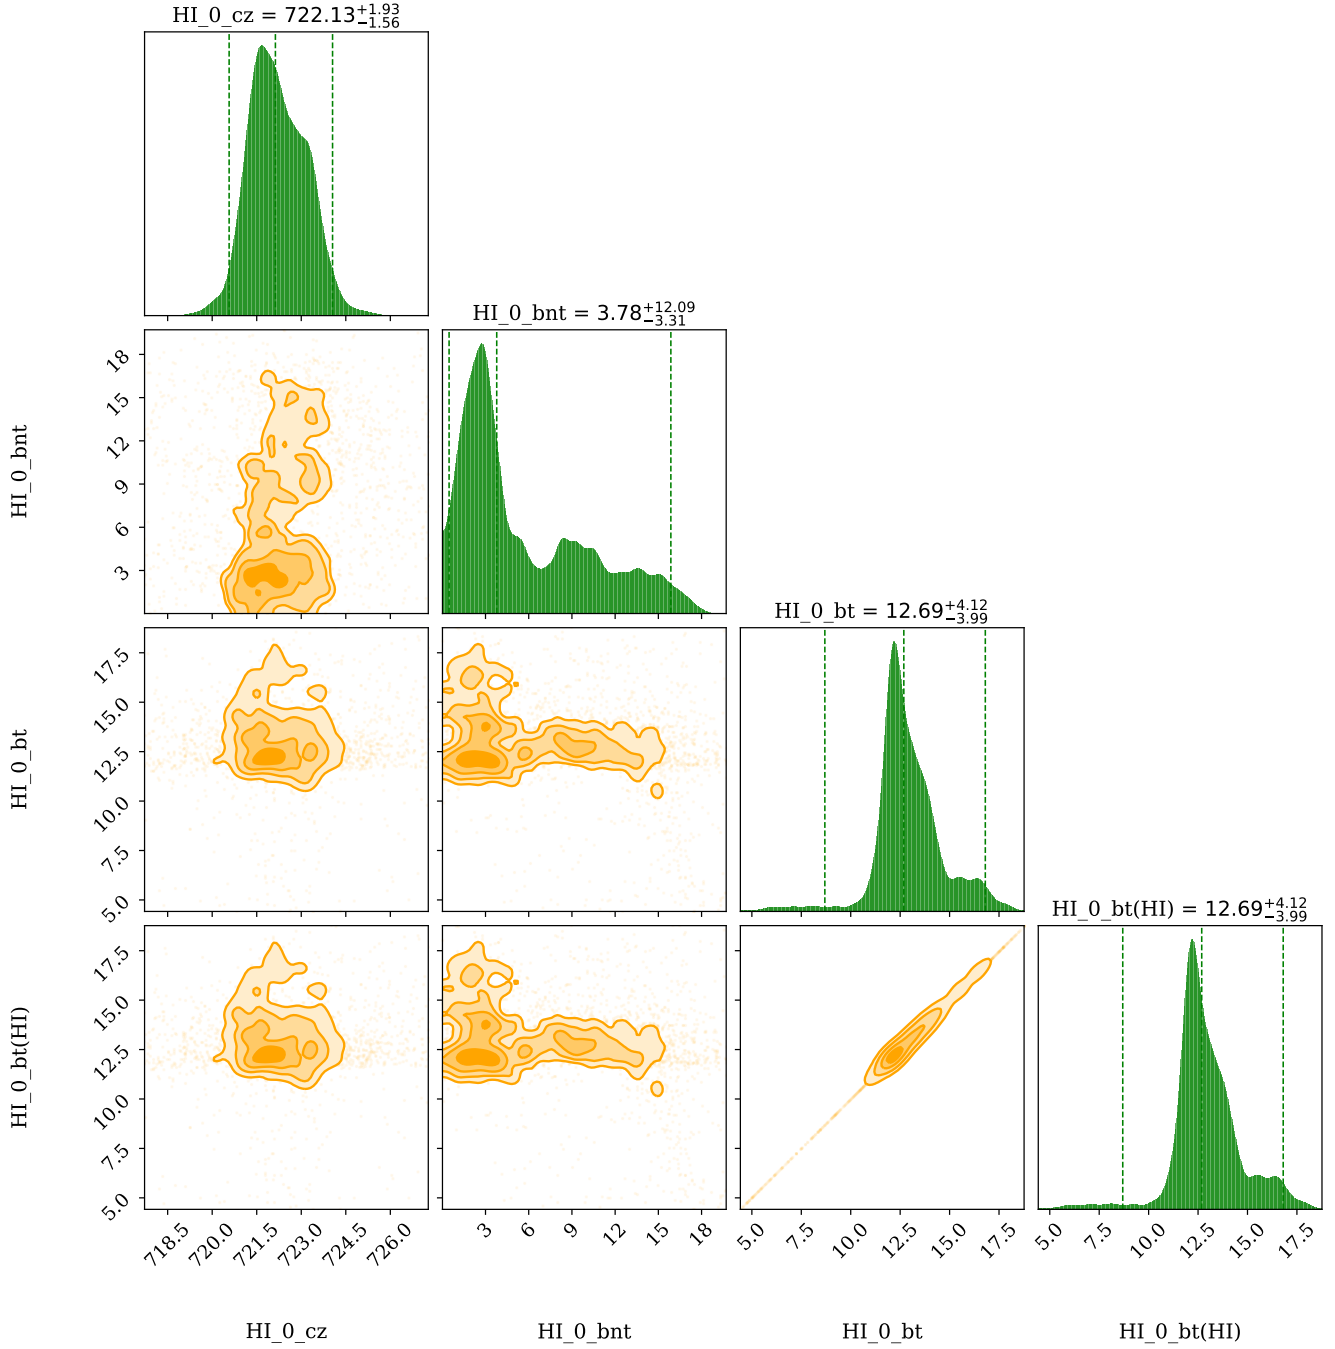 HI_0_cz = 722.13+1.93−1.56
HI_0_bnt = 3.78+12.09−3.31
18
15
12
9
6
3
HI_0_bnt
HI_0_bt = 12.69+4.12−3.99
17.5
15.0
12.5
10.0
7.5
5.0
HI_0_bt
HI_0_bt(HI) = 12.69+4.12−3.99
17.5
15.0
12.5
10.0
7.5
5.0
HI_0_bt(HI)
718.5 720.0 721.5 723.0 724.5 726.0
3 6 9 12 15 18
5.0 7.5 10.0 12.5 15.0 17.5
5.0 7.5 10.0 12.5 15.0 17.5
HI_0_cz
HI_0_bnt
HI_0_bt
HI_0_bt(HI)